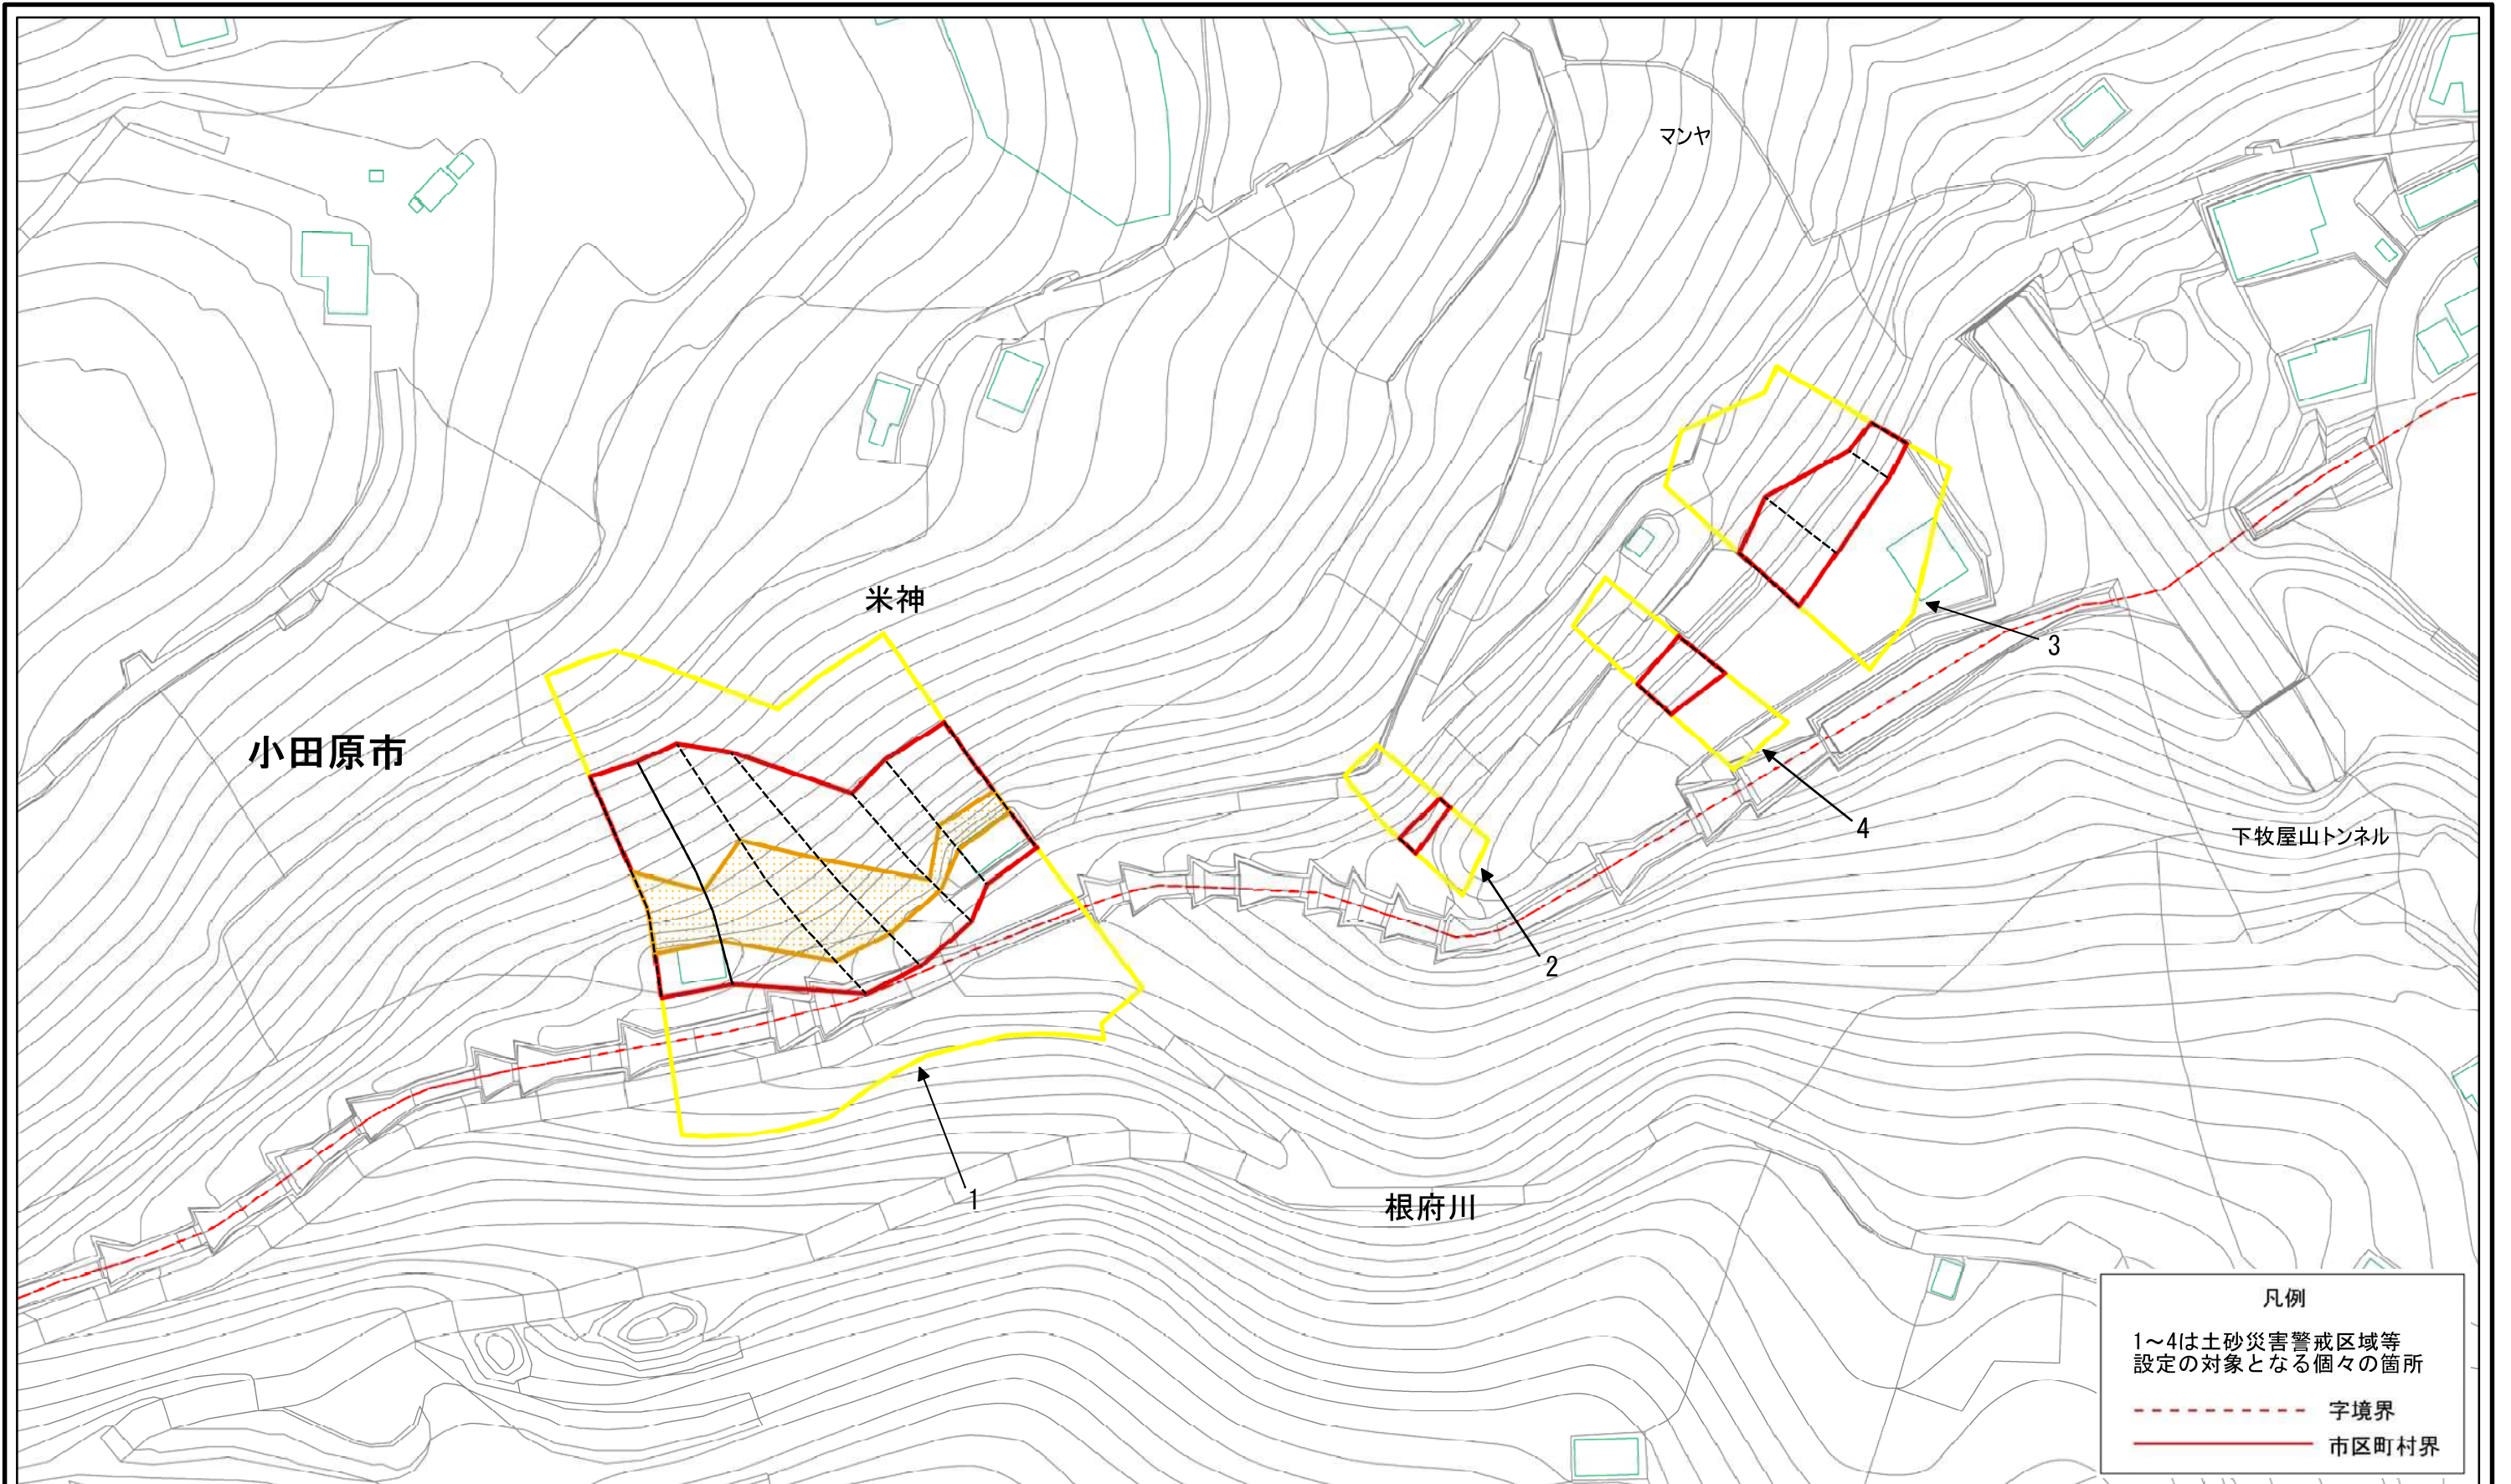 マンヤ
米神
小田原市
3
4
下牧屋山トンネル
2
1
根府川
凡例
1～4は土砂災害警戒区域等
設定の対象となる個々の箇所
字境界
市区町村界